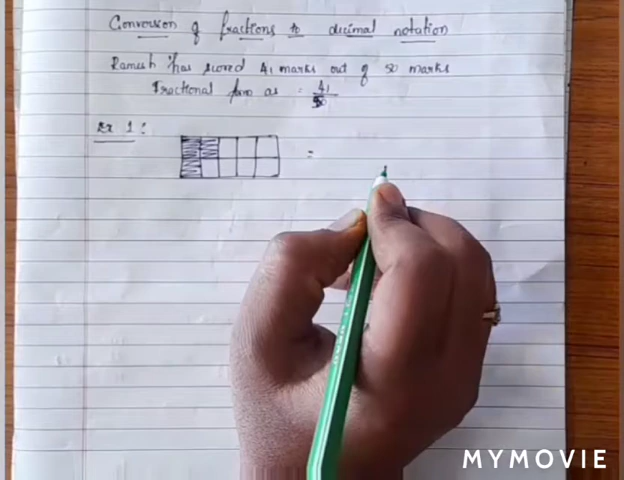 Conversion of fractions to decimal notation
Ramesh has scored 41 marks out of 50 marks
Fractional form as = 41/50
Ex 1 :
=
MYMOVIE